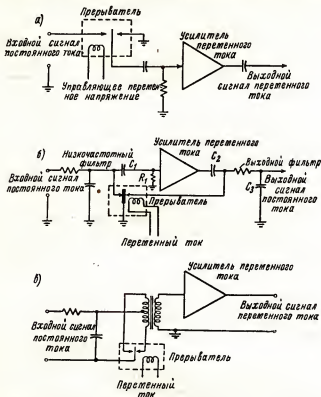 а)
Прерыватель
Входной сигнал
постоянного тока
Усилитель
переменного
тока
Управляющее перемен
ное напряжение
Выходной
сигнал переменного
тока
б)
Усилитель
переменного тока
Низкочастотный
фильтр
C1
R1
C2
Выходной фильтр
Входной сигнал
постоянного тока
Прерыватель
C3
Выходной
сигнал
постоянного
тока
Переменный ток
в)
Усилитель
переменного тока
Входной сигнал
постоянного
тока
Выходной сигнал
переменного тока
Прерыватель
Переменный
ток